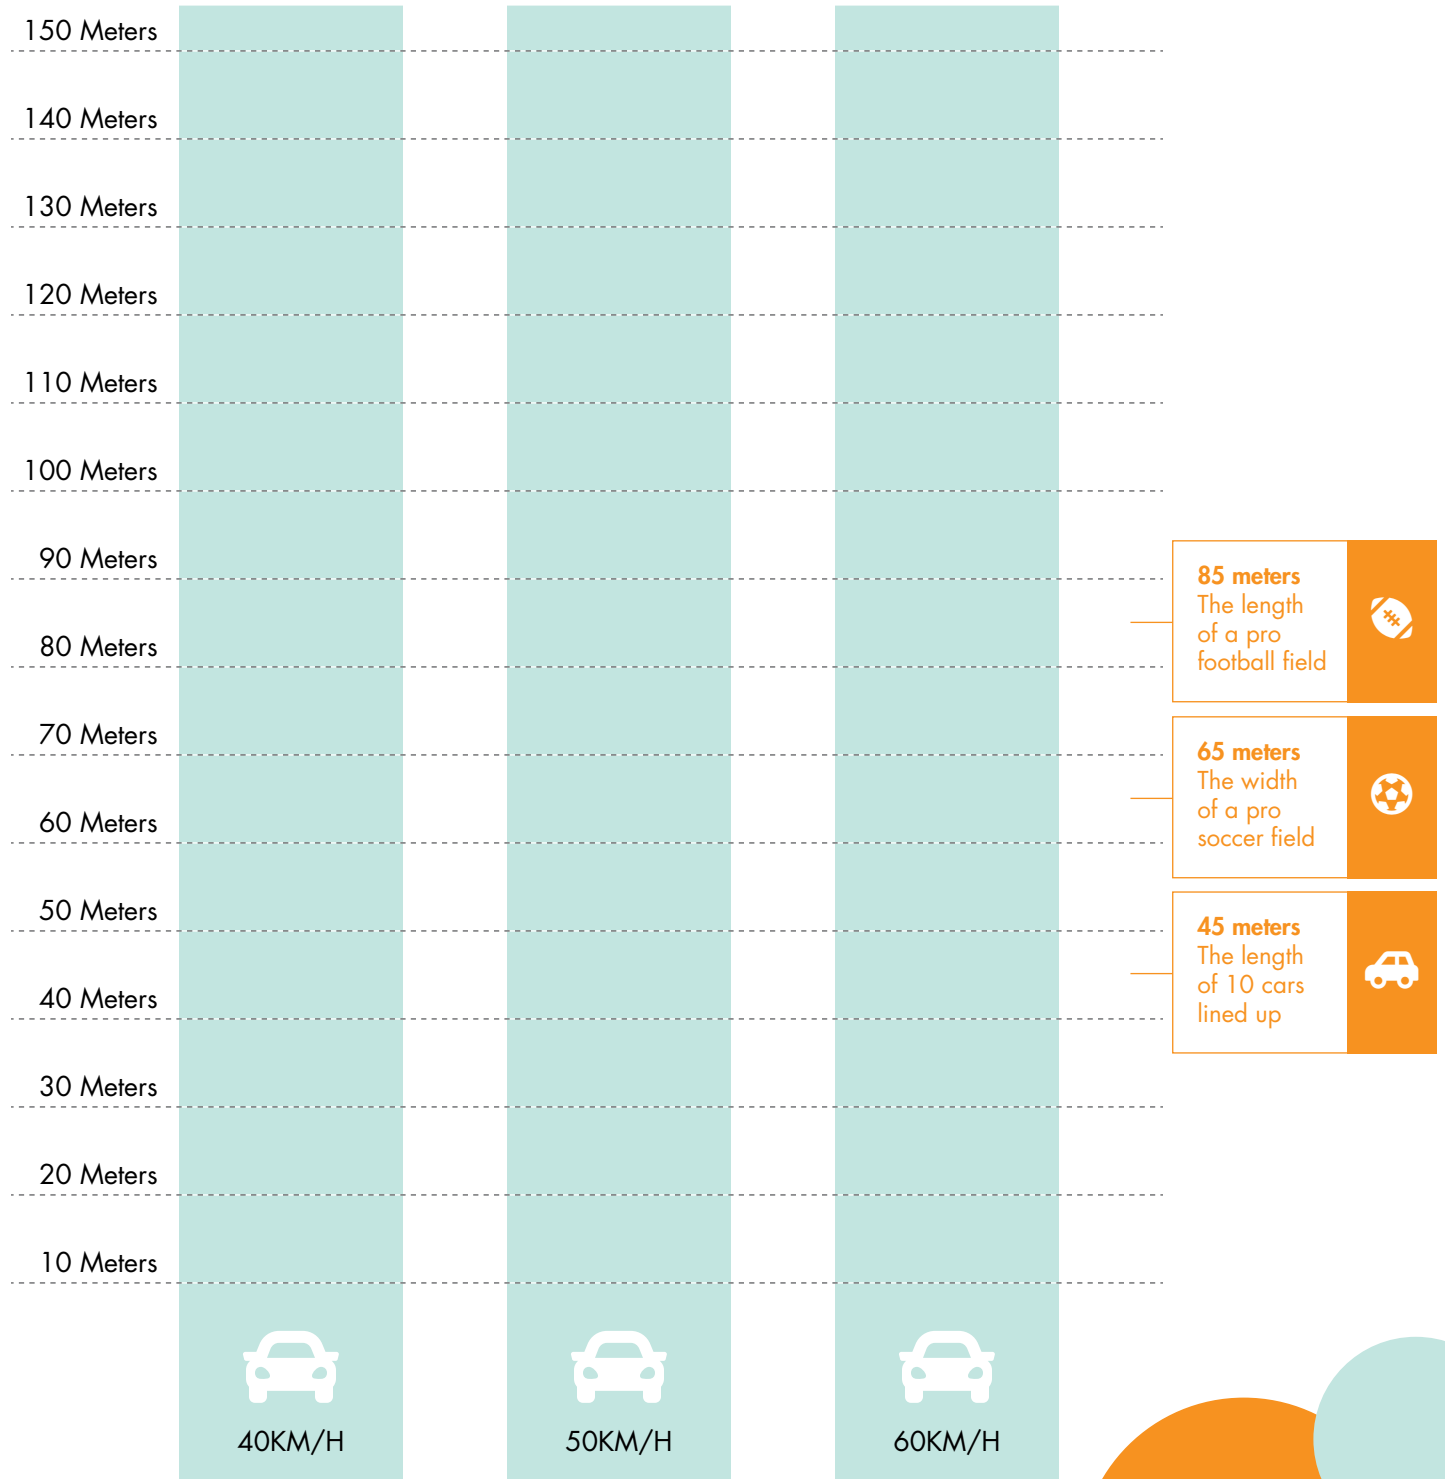 150 Meters
140 Meters
130 Meters
120 Meters
110 Meters
100 Meters
90 Meters
80 Meters
70 Meters
60 Meters
50 Meters
40 Meters
30 Meters
20 Meters
10 Meters
85 meters
The length
of a pro
football field
65 meters
The width
of a pro
soccer field
45 meters
The length
of 10 cars
lined up
40KM/H
50KM/H
60KM/H